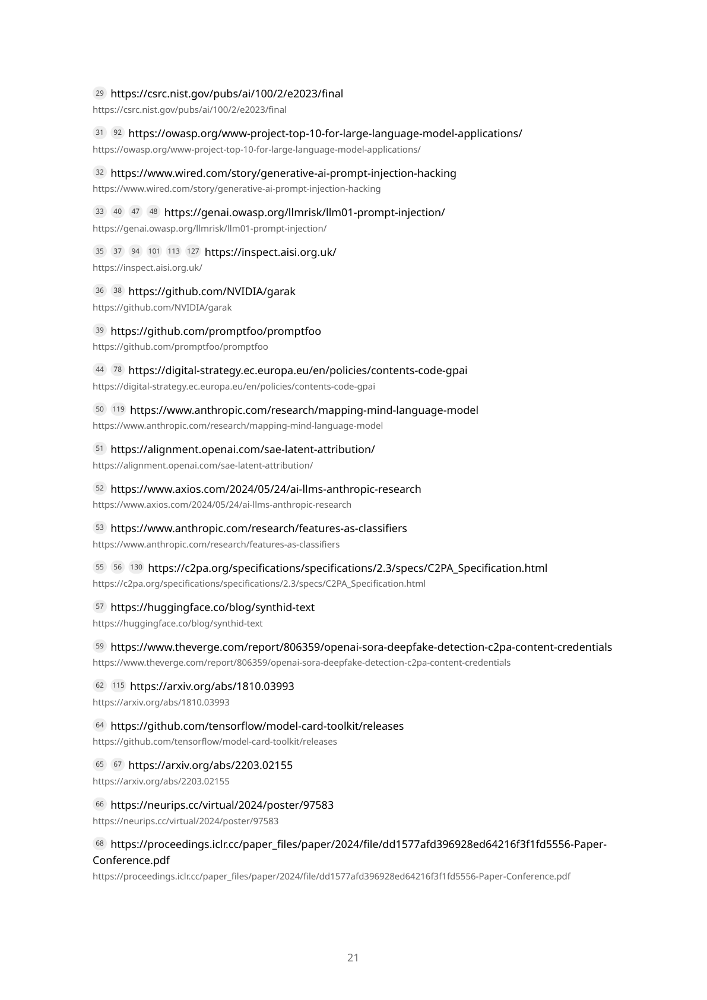 29 https://csrc.nist.gov/pubs/ai/100/2/e2023/final
https://csrc.nist.gov/pubs/ai/100/2/e2023/final
31 92 https://owasp.org/www-project-top-10-for-large-language-model-applications/
https://owasp.org/www-project-top-10-for-large-language-model-applications/
32 https://www.wired.com/story/generative-ai-prompt-injection-hacking
https://www.wired.com/story/generative-ai-prompt-injection-hacking
33 40 47 48 https://genai.owasp.org/llmrisk/llm01-prompt-injection/
https://genai.owasp.org/llmrisk/llm01-prompt-injection/
35 37 94 101 113 127 https://inspect.aisi.org.uk/
https://inspect.aisi.org.uk/
36 38 https://github.com/NVIDIA/garak
https://github.com/NVIDIA/garak
39 https://github.com/promptfoo/promptfoo
https://github.com/promptfoo/promptfoo
44 78 https://digital-strategy.ec.europa.eu/en/policies/contents-code-gpai
https://digital-strategy.ec.europa.eu/en/policies/contents-code-gpai
50 119 https://www.anthropic.com/research/mapping-mind-language-model
https://www.anthropic.com/research/mapping-mind-language-model
51 https://alignment.openai.com/sae-latent-attribution/
https://alignment.openai.com/sae-latent-attribution/
52 https://www.axios.com/2024/05/24/ai-llms-anthropic-research
https://www.axios.com/2024/05/24/ai-llms-anthropic-research
53 https://www.anthropic.com/research/features-as-classifiers
https://www.anthropic.com/research/features-as-classifiers
55 56 130 https://c2pa.org/specifications/specifications/2.3/specs/C2PA_Specification.html
https://c2pa.org/specifications/specifications/2.3/specs/C2PA_Specification.html
57 https://huggingface.co/blog/synthid-text
https://huggingface.co/blog/synthid-text
59 https://www.theverge.com/report/806359/openai-sora-deepfake-detection-c2pa-content-credentials
https://www.theverge.com/report/806359/openai-sora-deepfake-detection-c2pa-content-credentials
62 115 https://arxiv.org/abs/1810.03993
https://arxiv.org/abs/1810.03993
64 https://github.com/tensorflow/model-card-toolkit/releases
https://github.com/tensorflow/model-card-toolkit/releases
65 67 https://arxiv.org/abs/2203.02155
https://arxiv.org/abs/2203.02155
66 https://neurips.cc/virtual/2024/poster/97583
https://neurips.cc/virtual/2024/poster/97583
68 https://proceedings.iclr.cc/paper_files/paper/2024/file/dd1577afd396928ed64216f3f1fd5556-Paper-
Conference.pdf
https://proceedings.iclr.cc/paper_files/paper/2024/file/dd1577afd396928ed64216f3f1fd5556-Paper-Conference.pdf
21